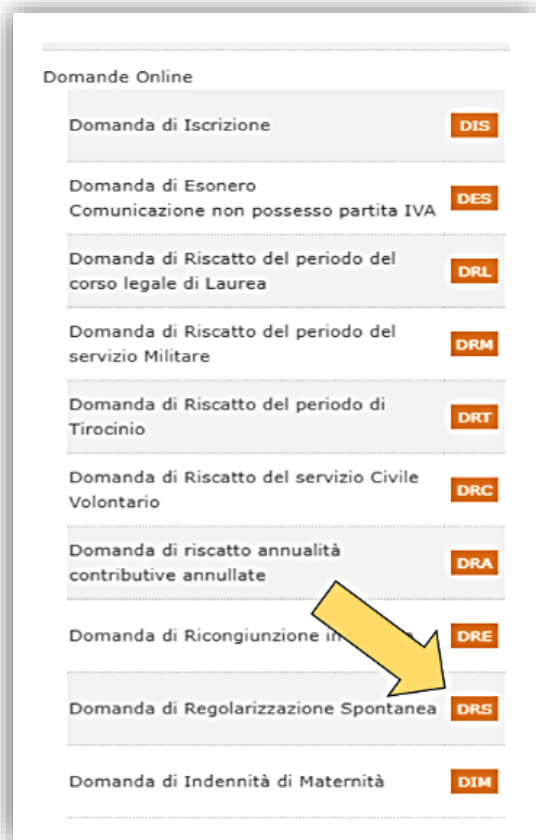 Domande Online
Domanda di Iscrizione DIS
Domanda di Esonero
Comunicazione non possesso partita IVA DES
Domanda di Riscatto del periodo del
corso legale di Laurea DRL
Domanda di Riscatto del periodo del
servizio Militare DRM
Domanda di Riscatto del periodo di
Tirocinio DRT
Domanda di Riscatto del servizio Civile
Volontario DRC
Domanda di riscatto annualità
contributive annullate DRA
Domanda di Ricongiunzione DRE
Domanda di Regolarizzazione Spontanea DRS
Domanda di Indennità di Maternità DIM